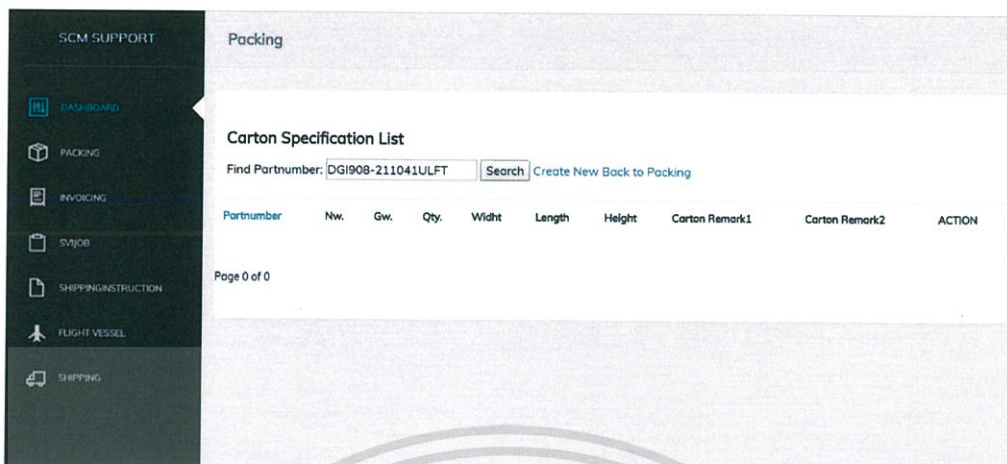 SCM SUPPORT
Packing
DASHBOARD
PACKING
INVOICING
SVIJOB
SHIPPINGINSTRUCTION
FLIGHT VESSEL
SHIPPING
Carton Specification List
Find Partnumber: DGI908-211041ULFT Search Create New Back to Packing
Partnumber Nw. Gw. Qty. Widht Length Height Carton Remark1 Carton Remark2 ACTION
Page 0 of 0